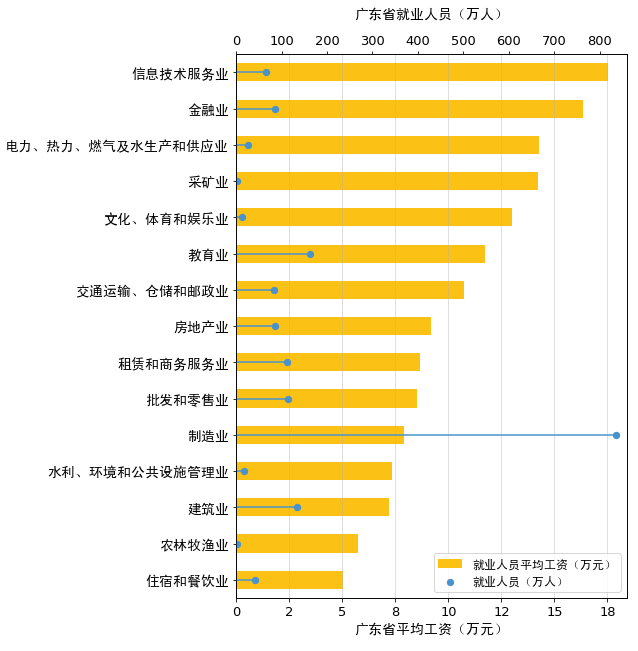 广东省就业人员（万人）
0 100 200 300 400 500 600 700 800
信息技术服务业
金融业
电力、热力、燃气及水生产和供应业
采矿业
文化、体育和娱乐业
教育业
交通运输、仓储和邮政业
房地产业
租赁和商务服务业
批发和零售业
制造业
水利、环境和公共设施管理业
建筑业
农林牧渔业
住宿和餐饮业
就业人员平均工资（万元）
就业人员（万人）
0 2 5 8 10 12 15 18
广东省平均工资（万元）